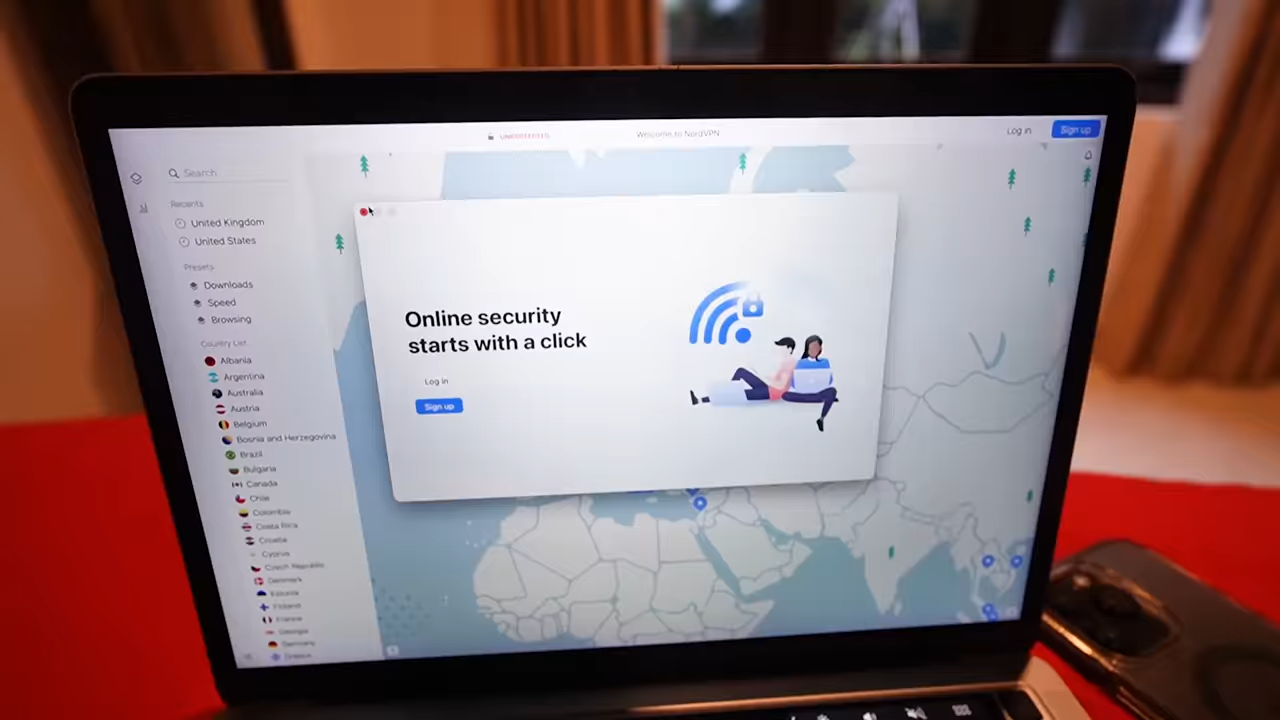 UNPROTECTED
Welcome to NordVPN
Log in
Sign up
Search
Recents
United Kingdom
United States
Presets
Downloads
Speed
Browsing
Country List
Albania
Argentina
Australia
Austria
Belgium
Bosnia and Herzegovina
Brazil
Bulgaria
Canada
Chile
Colombia
Costa Rica
Croatia
Cyprus
Czech Republic
Denmark
Estonia
Finland
France
Georgia
Germany
Greece
Online security
starts with a click
Log in
Sign up